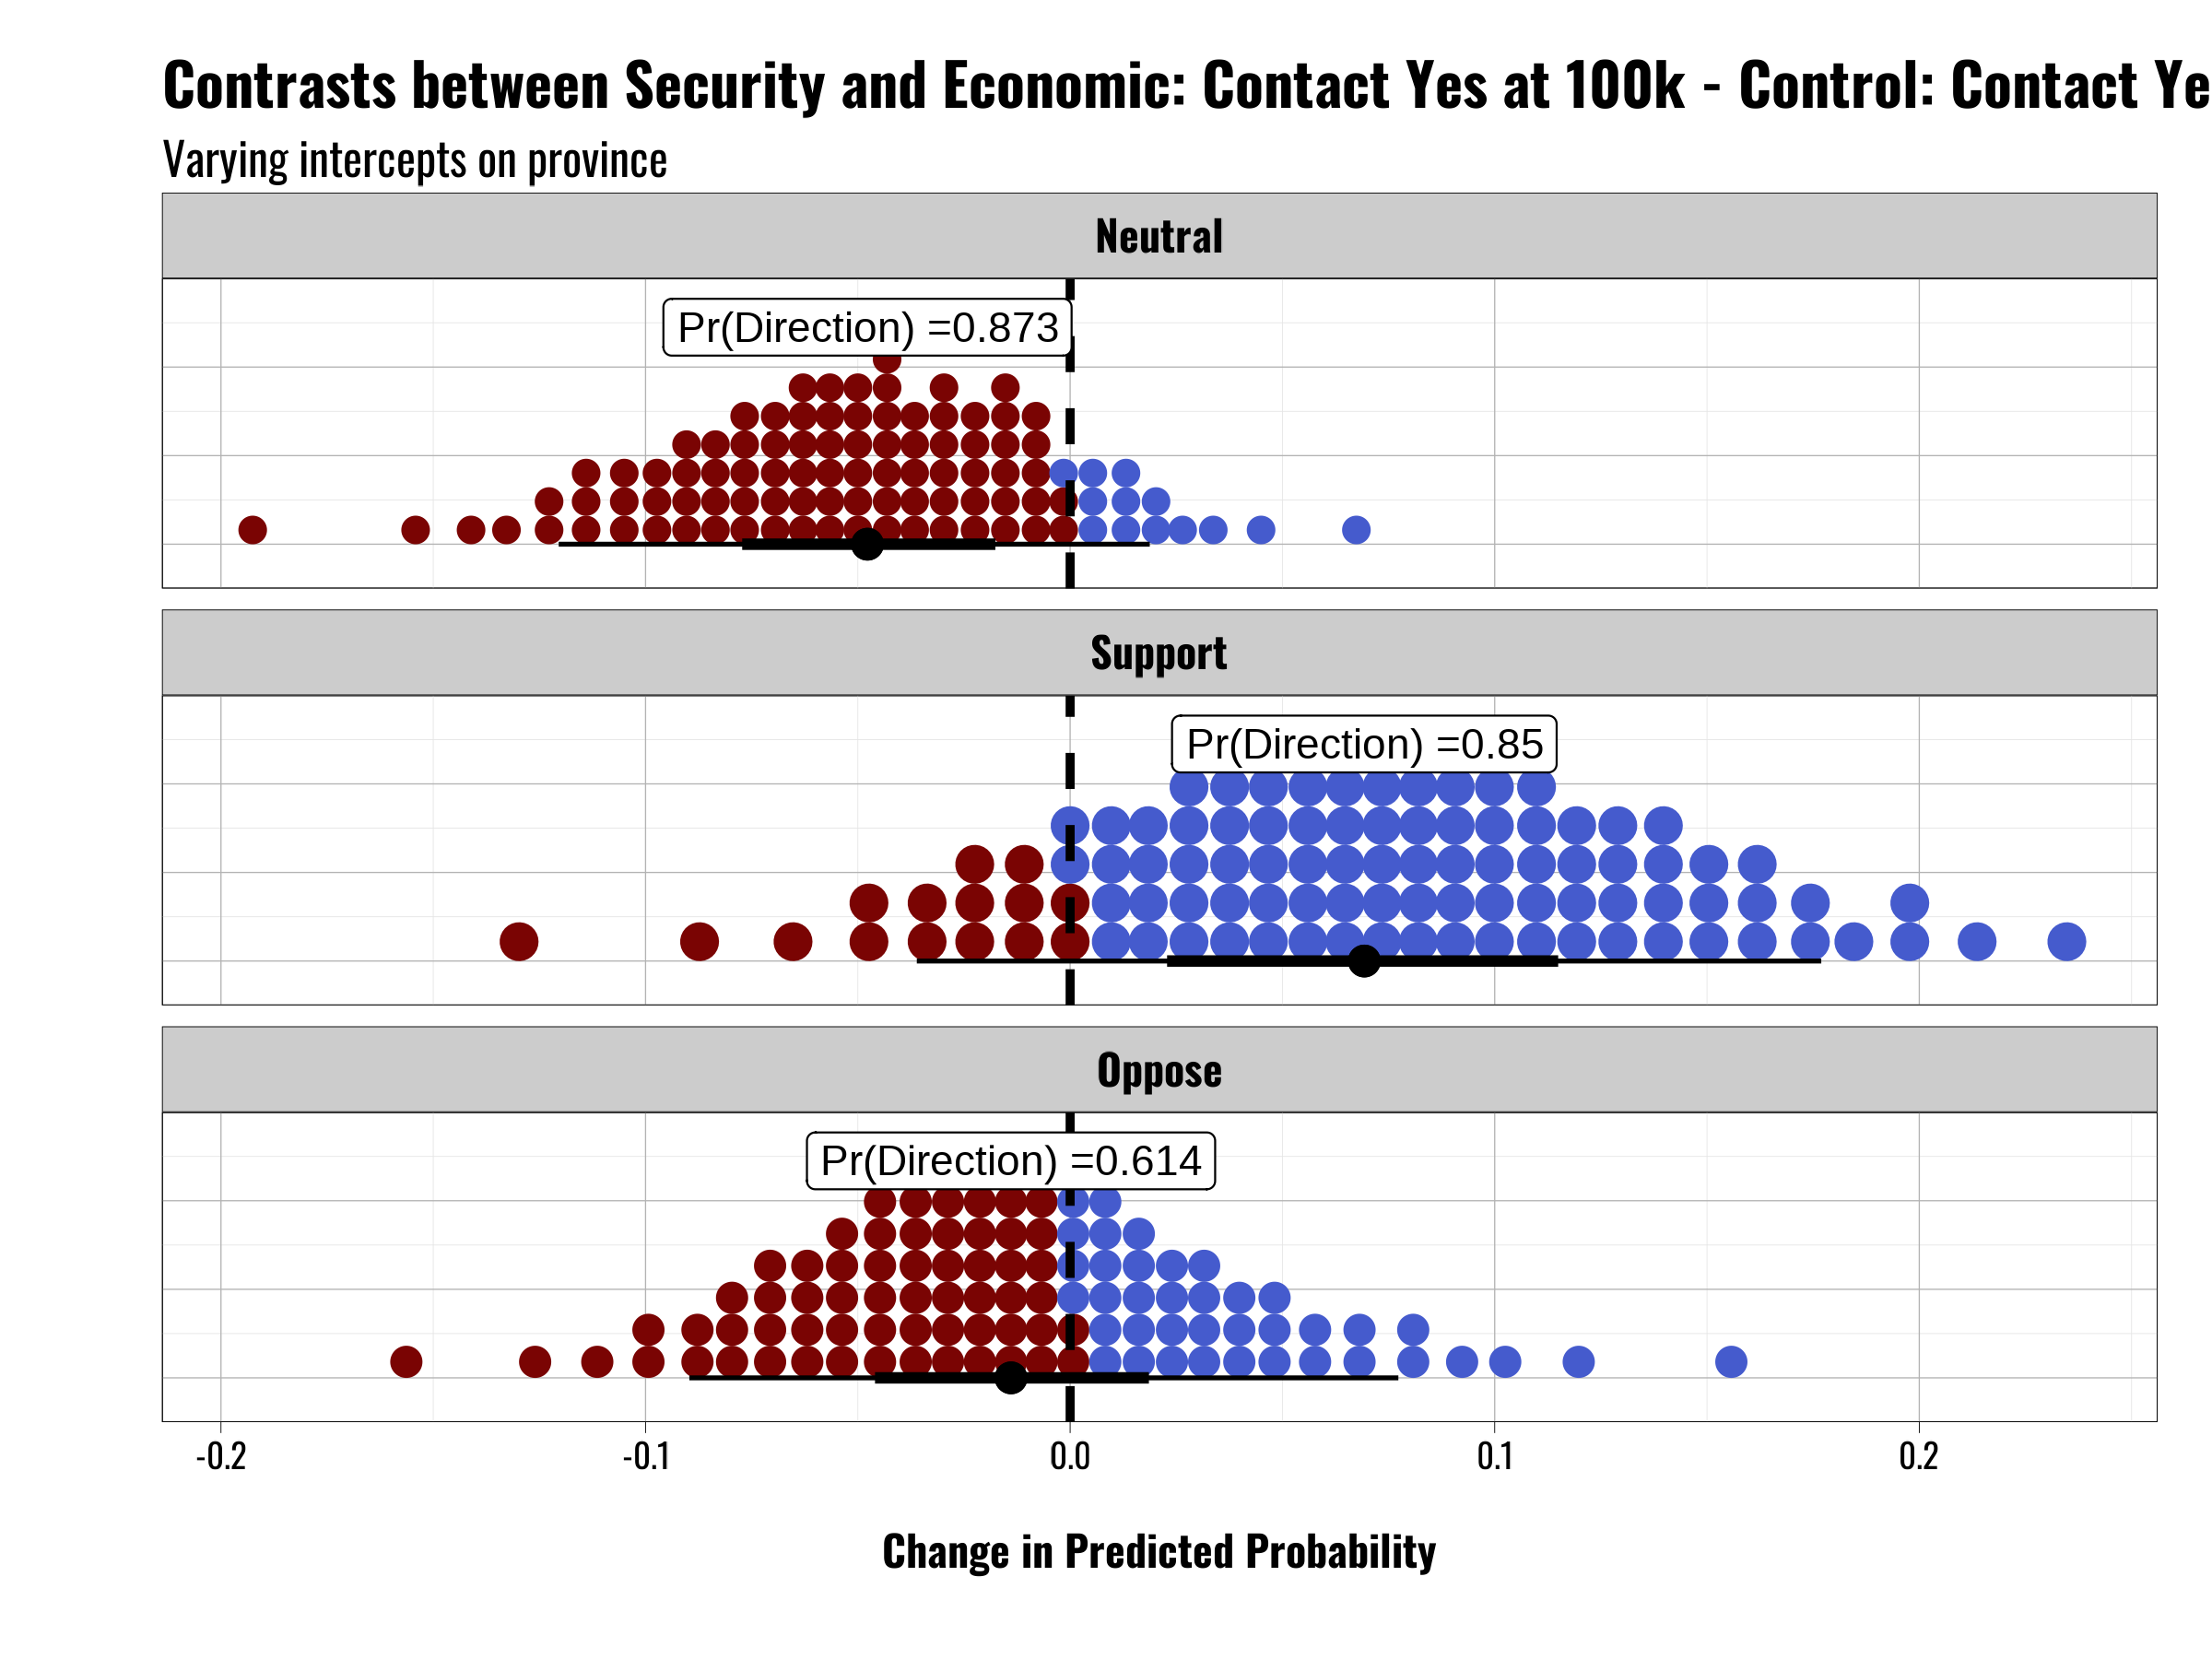 Contrasts between Security and Economic: Contact Yes at 100k - Control: Contact Ye
Varying intercepts on province
Neutral
Pr(Direction) =0.873
Support
Pr(Direction) =0.85
Oppose
Pr(Direction) =0.614
-0.2 -0.1 0.0 0.1 0.2
Change in Predicted Probability